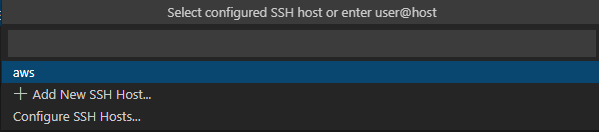 Select configured SSH host or enter user@host
aws
+ Add New SSH Host...
Configure SSH Hosts...